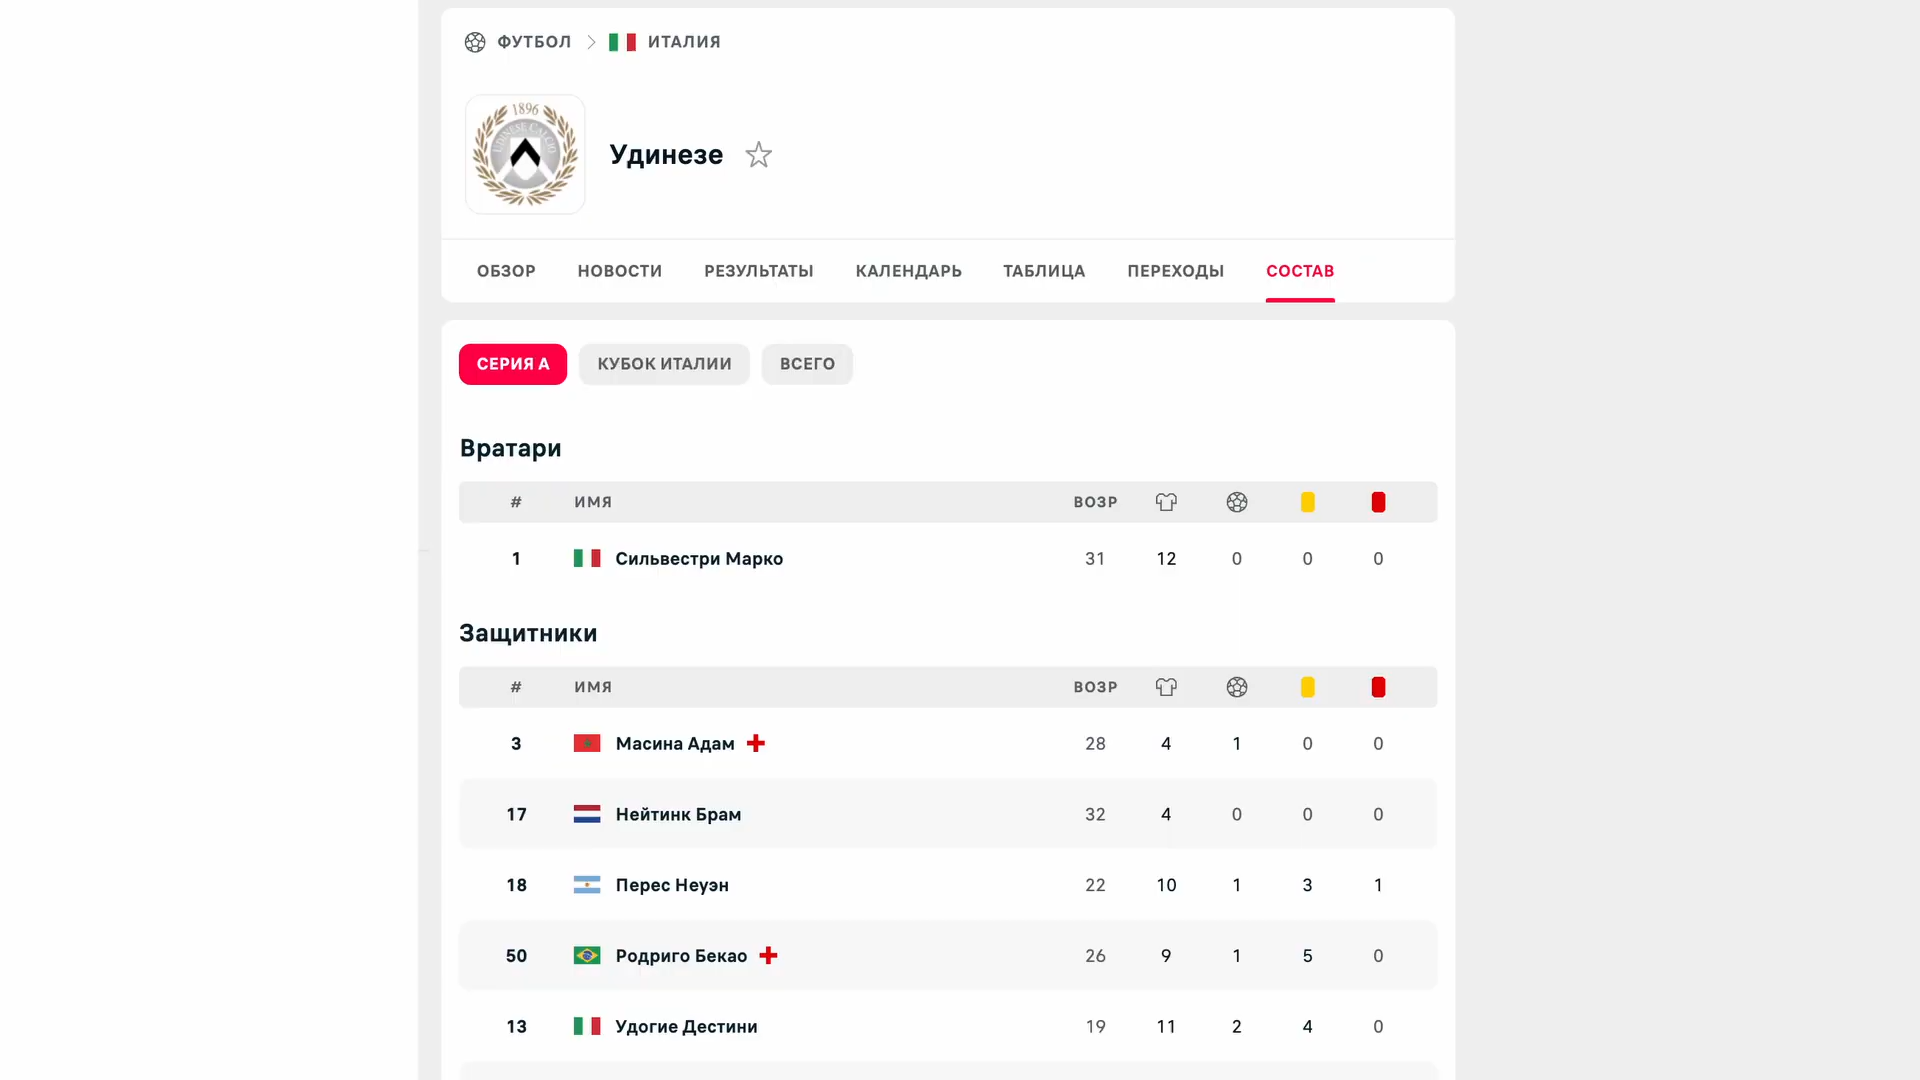 ФУТБОЛ ИТАЛИЯ
1896
UDINESE CALCIO
Удинезе
ОБЗОР НОВОСТИ РЕЗУЛЬТАТЫ КАЛЕНДАРЬ ТАБЛИЦА ПЕРЕХОДЫ СОСТАВ
СЕРИЯ А КУБОК ИТАЛИИ ВСЕГО
Вратари
# ИМЯ ВОЗР
1 Сильвестри Марко 31 12 0 0 0
Защитники
# ИМЯ ВОЗР
3 Масина Адам 28 4 1 0 0
17 Нейтинк Брам 32 4 0 0 0
18 Перес Неуэн 22 10 1 3 1
50 Родриго Бекао 26 9 1 5 0
13 Удогие Дестини 19 11 2 4 0